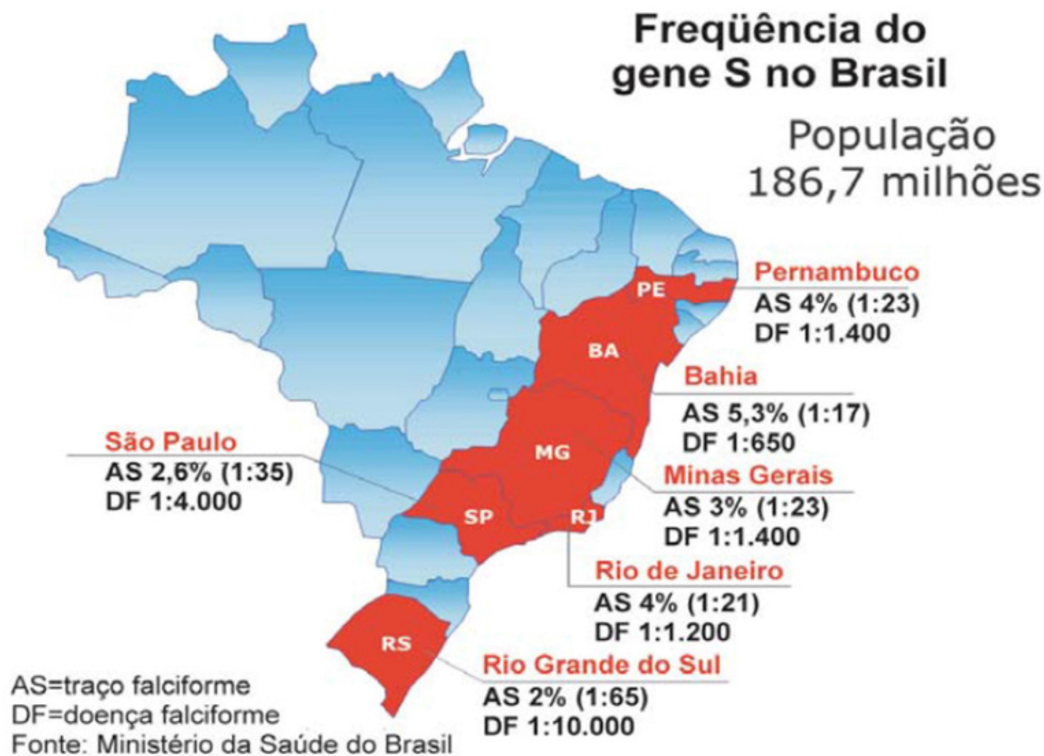 Freqüência do
gene S no Brasil
População
186,7 milhões
PE
Pernambuco
AS 4% (1:23)
DF 1:1.400
BA
Bahia
AS 5,3% (1:17)
DF 1:650
São Paulo
AS 2,6% (1:35)
DF 1:4.000
MG
Minas Gerais
AS 3% (1:23)
DF 1:1.400
SP
RJ
Rio de Janeiro
AS 4% (1:21)
DF 1:1.200
RS
Rio Grande do Sul
AS 2% (1:65)
DF 1:10.000
AS=traço falciforme
DF=doença falciforme
Fonte: Ministério da Saúde do Brasil